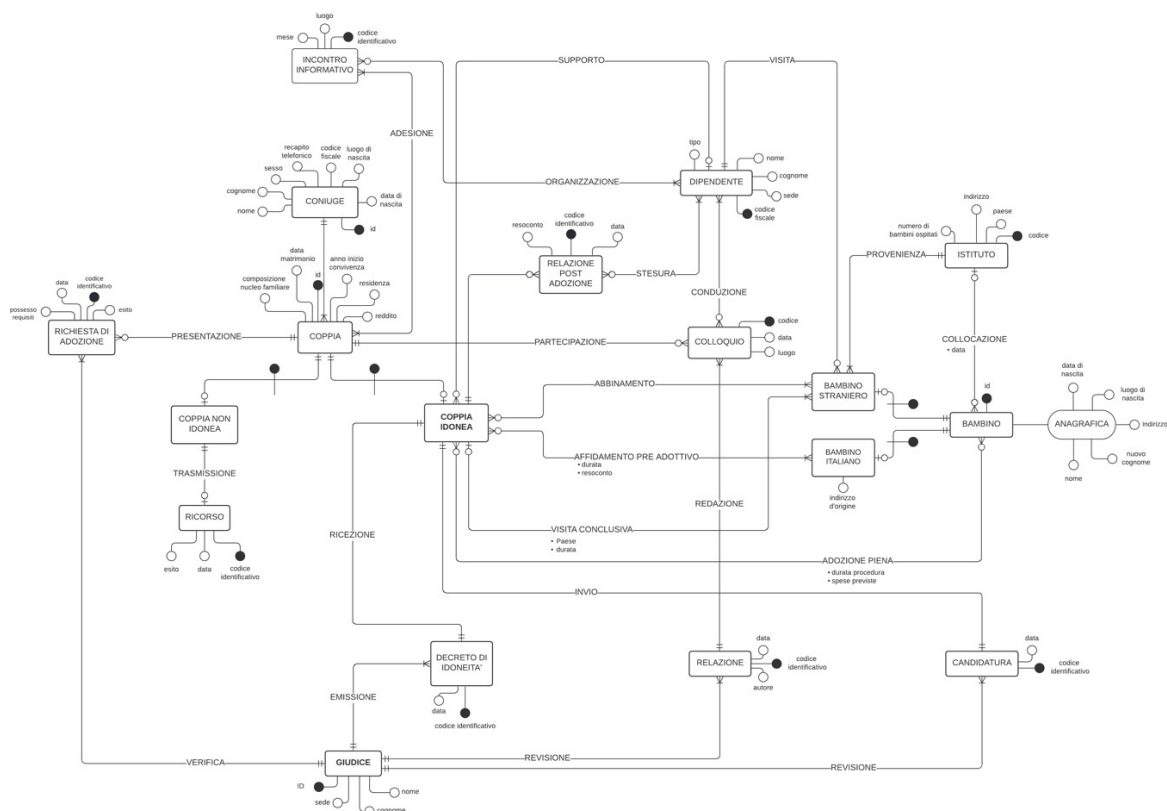 luogo
mese
codice
identificativo
INCONTRO
INFORMATIVO
SUPPORTO
VISITA
ADESIONE
recapito
telefonico
codice
fiscale
luogo di
nascita
sesso
cognome
nome
CONIUGE
data di
nascita
id
ORGANIZZAZIONE
tipo
nome
DIPENDENTE
cognome
sede
codice
fiscale
resoconto
codice
identificativo
data
RELAZIONE
POST
ADOZIONE
STESURA
indirizzo
numero di
bambini ospitati
paese
codice
PROVENIENZA
ISTITUTO
data
matrimonio
id
anno inizio
convivenza
composizione
nucleo familiare
residenza
reddito
COPPIA
data
codice
identificativo
possesso
requisiti
esito
RICHIESTA DI
ADOZIONE
PRESENTAZIONE
PARTECIPAZIONE
CONDUZIONE
COLLOQUIO
codice
data
luogo
COLLOCAZIONE
• data
COPPIA NON
IDONEA
COPPIA
IDONEA
ABBINAMENTO
BAMBINO
STRANIERO
id
BAMBINO
data di
nascita
luogo di
nascita
ANAGRAFICA
indirizzo
nuovo
cognome
nome
AFFIDAMENTO PRE ADOTTIVO
• durata
• resoconto
BAMBINO
ITALIANO
indirizzo
d'origine
TRASMISSIONE
RICORSO
esito
data
codice
identificativo
RICEZIONE
REDAZIONE
VISITA CONCLUSIVA
• Paese
• durata
ADOZIONE PIENA
• durata procedura
• spese previste
INVIO
DECRETO DI
IDONEITA'
data
codice identificativo
RELAZIONE
data
codice
identificativo
autore
CANDIDATURA
data
codice
identificativo
EMISSIONE
VERIFICA
GIUDICE
REVISIONE
REVISIONE
ID
sede
nome
cognome